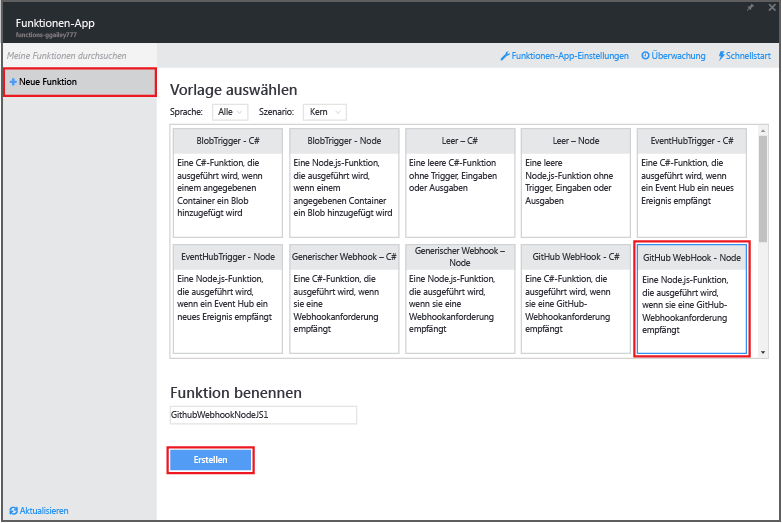 Funktionen-App
functions-ggailey777
Meine Funktionen durchsuchen
Funktionen-App-Einstellungen
Überwachung
Schnellstart
Neue Funktion
Vorlage auswählen
Sprache: Alle Szenario: Kern
BlobTrigger - C#
Eine C#-Funktion, die
ausgeführt wird, wenn
einem angegebenen
Container ein Blob
hinzugefügt wird
BlobTrigger - Node
Eine Node.js-Funktion,
die ausgeführt wird,
wenn einem
angegebenen Container
ein Blob hinzufügt wird
Leer – C#
Eine leere C#-Funktion
ohne Trigger, Eingaben
oder Ausgaben
Leer – Node
Eine leere
Node.js-Funktion ohne
Trigger, Eingaben oder
Ausgaben
EventHubTrigger - C#
Eine C#-Funktion, die
ausgeführt wird, wenn
ein Event Hub ein neues
Ereignis empfängt
EventHubTrigger - Node
Eine Node.js-Funktion,
die ausgeführt wird,
wenn ein Event Hub ein
neues Ereignis empfängt
Generischer Webhook – C#
Eine C#-Funktion, die
ausgeführt wird, wenn
sie eine
Webhookanforderung
empfängt
Generischer Webhook –
Node
Eine Node.js-Funktion,
die ausgeführt wird,
wenn sie eine
Webhookanforderung
empfängt
GitHub WebHook - C#
Eine C#-Funktion, die
ausgeführt wird, wenn
sie eine GitHub-
Webhookanforderung
empfängt
GitHub WebHook - Node
Eine Node.js-Funktion,
die ausgeführt wird,
wenn sie eine GitHub-
Webhookanforderung
empfängt
Funktion benennen
GithubWebhookNodeJS1
Erstellen
Aktualisieren